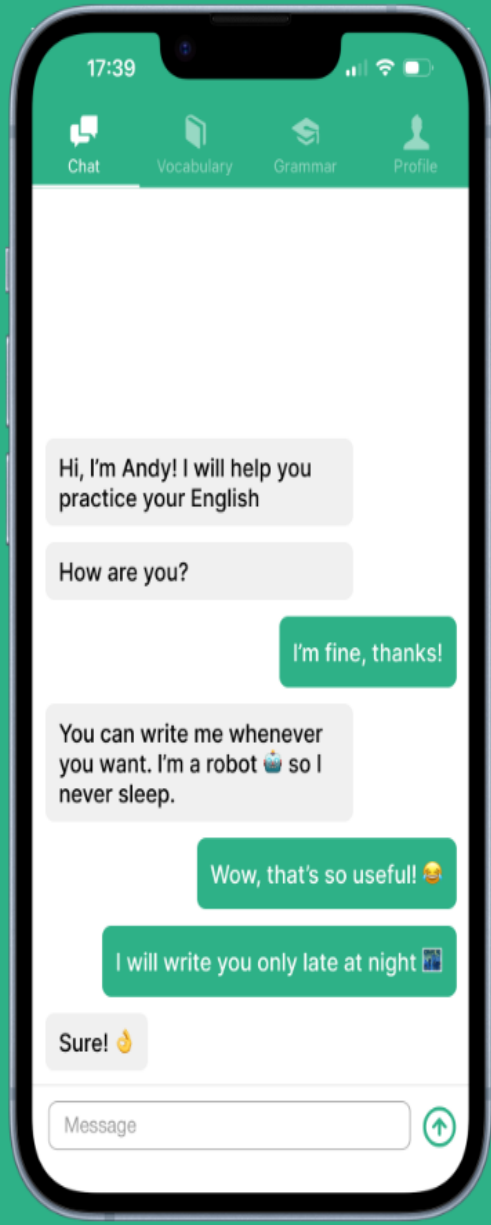 17:39
Chat Vocabulary Grammar Profile
Hi, I'm Andy! I will help you
practice your English
How are you?
I'm fine, thanks!
You can write me whenever
you want. I'm a robot 🤖 so I
never sleep.
Wow, that's so useful! 😂
I will write you only late at night 🌃
Sure! 👌
Message